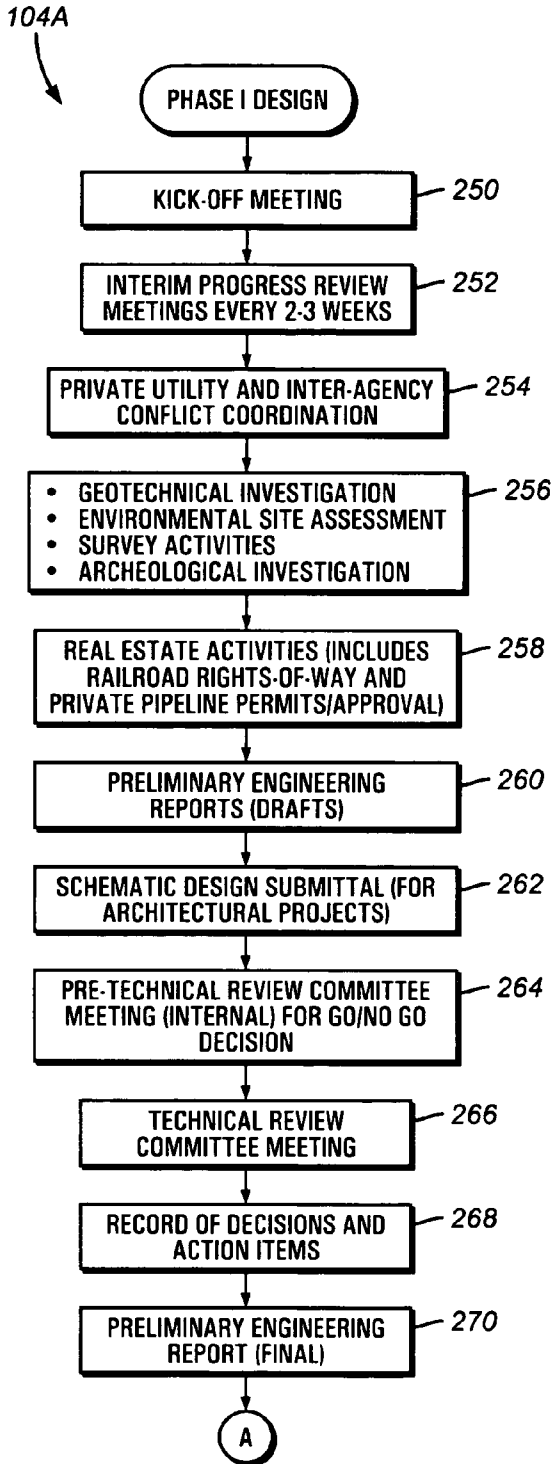 104A
PHASE I DESIGN
KICK-OFF MEETING
250
INTERIM PROGRESS REVIEW
MEETINGS EVERY 2-3 WEEKS
252
PRIVATE UTILITY AND INTER-AGENCY
CONFLICT COORDINATION
254
• GEOTECHNICAL INVESTIGATION
• ENVIRONMENTAL SITE ASSESSMENT
• SURVEY ACTIVITIES
• ARCHEOLOGICAL INVESTIGATION
256
REAL ESTATE ACTIVITIES (INCLUDES
RAILROAD RIGHTS-OF-WAY AND
PRIVATE PIPELINE PERMITS/APPROVAL)
258
PRELIMINARY ENGINEERING
REPORTS (DRAFTS)
260
SCHEMATIC DESIGN SUBMITTAL (FOR
ARCHITECTURAL PROJECTS)
262
PRE-TECHNICAL REVIEW COMMITTEE
MEETING (INTERNAL) FOR GO/NO GO
DECISION
264
TECHNICAL REVIEW
COMMITTEE MEETING
266
RECORD OF DECISIONS AND
ACTION ITEMS
268
PRELIMINARY ENGINEERING
REPORT (FINAL)
270
A